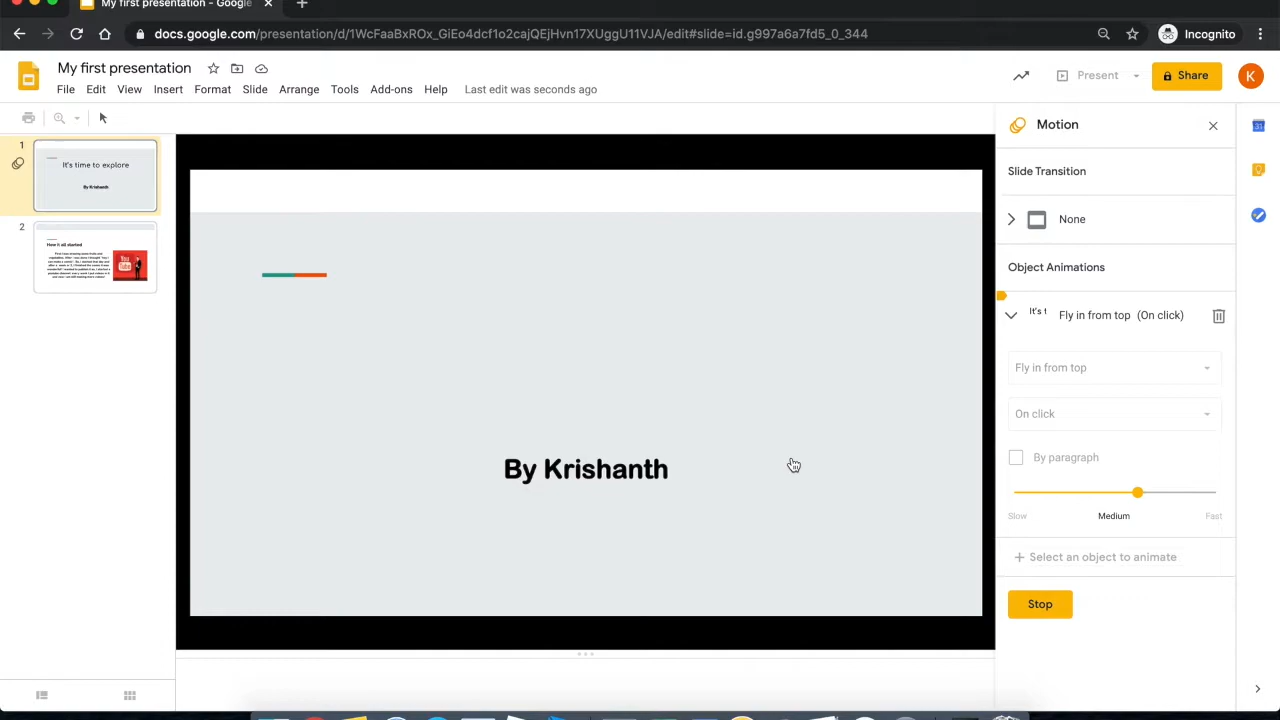 My first presentation - Google
docs.google.com/presentation/d/1WcFaaBxROx_GiEo4dcf1o2cajQEjHvn17XUggU11VJA/edit#slide=id.g997a6a7fd5_0_344
Incognito
My first presentation
Present
Share
K
File Edit View Insert Format Slide Arrange Tools Add-ons Help Last edit was seconds ago
Motion
31
1
It's time to explore
By Krishanth
2
How it all started
You
Tube
By Krishanth
Slide Transition
None
Object Animations
It's t Fly in from top (On click)
Fly in from top
On click
By paragraph
Slow Medium Fast
+ Select an object to animate
Stop